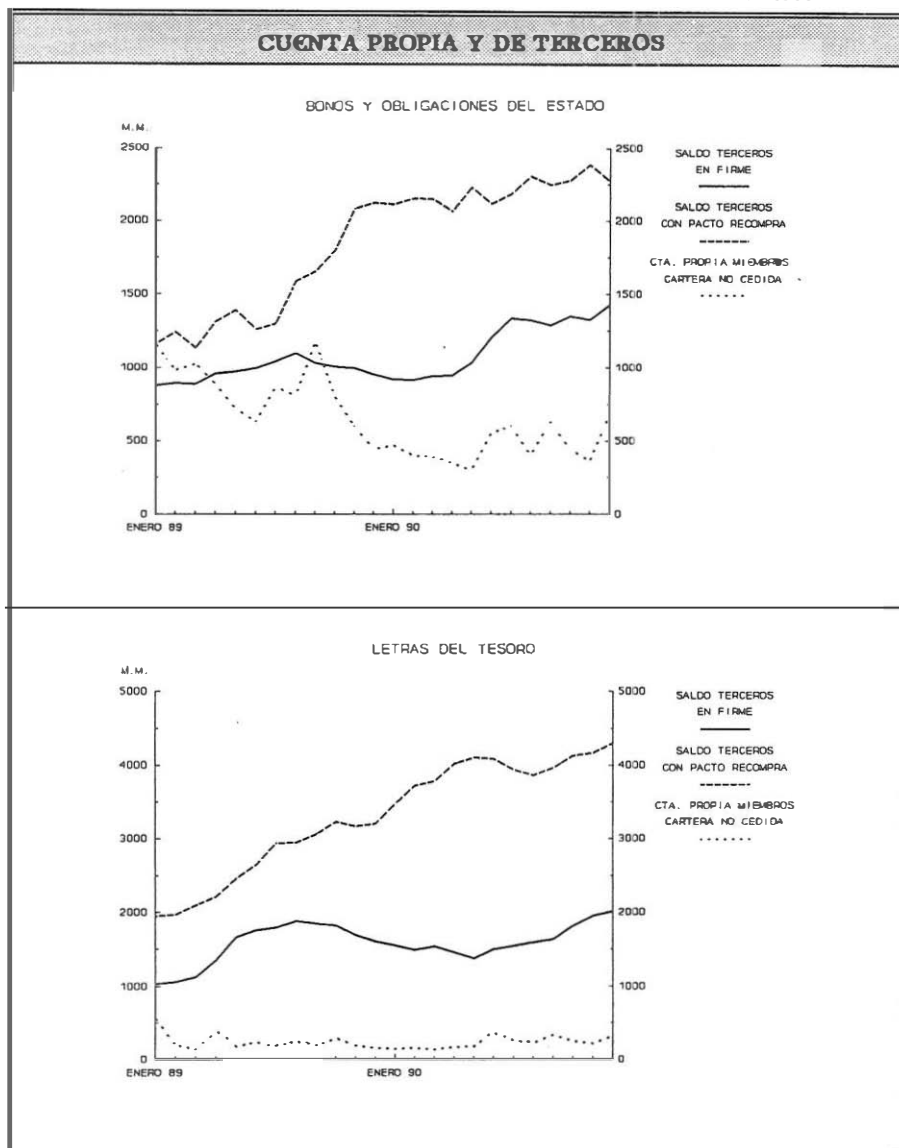 CUENTA PROPIA Y DE TERCEROS
BONOS Y OBLIGACIONES DEL ESTADO
M.M.
2500
2000
1500
1000
500
0
ENERO 89
ENERO 90
2500
2000
1500
1000
500
0
SALDO TERCEROS
EN FIRME
SALDO TERCEROS
CON PACTO RECOMPRA
CTA. PROPIA MIEMBROS
CARTERA NO CEDIDA
LETRAS DEL TESORO
M.M.
5000
4000
3000
2000
1000
0
ENERO 89
ENERO 90
5000
4000
3000
2000
1000
0
SALDO TERCEROS
EN FIRME
SALDO TERCEROS
CON PACTO RECOMPRA
CTA. PROPIA MIEMBROS
CARTERA NO CEDIDA